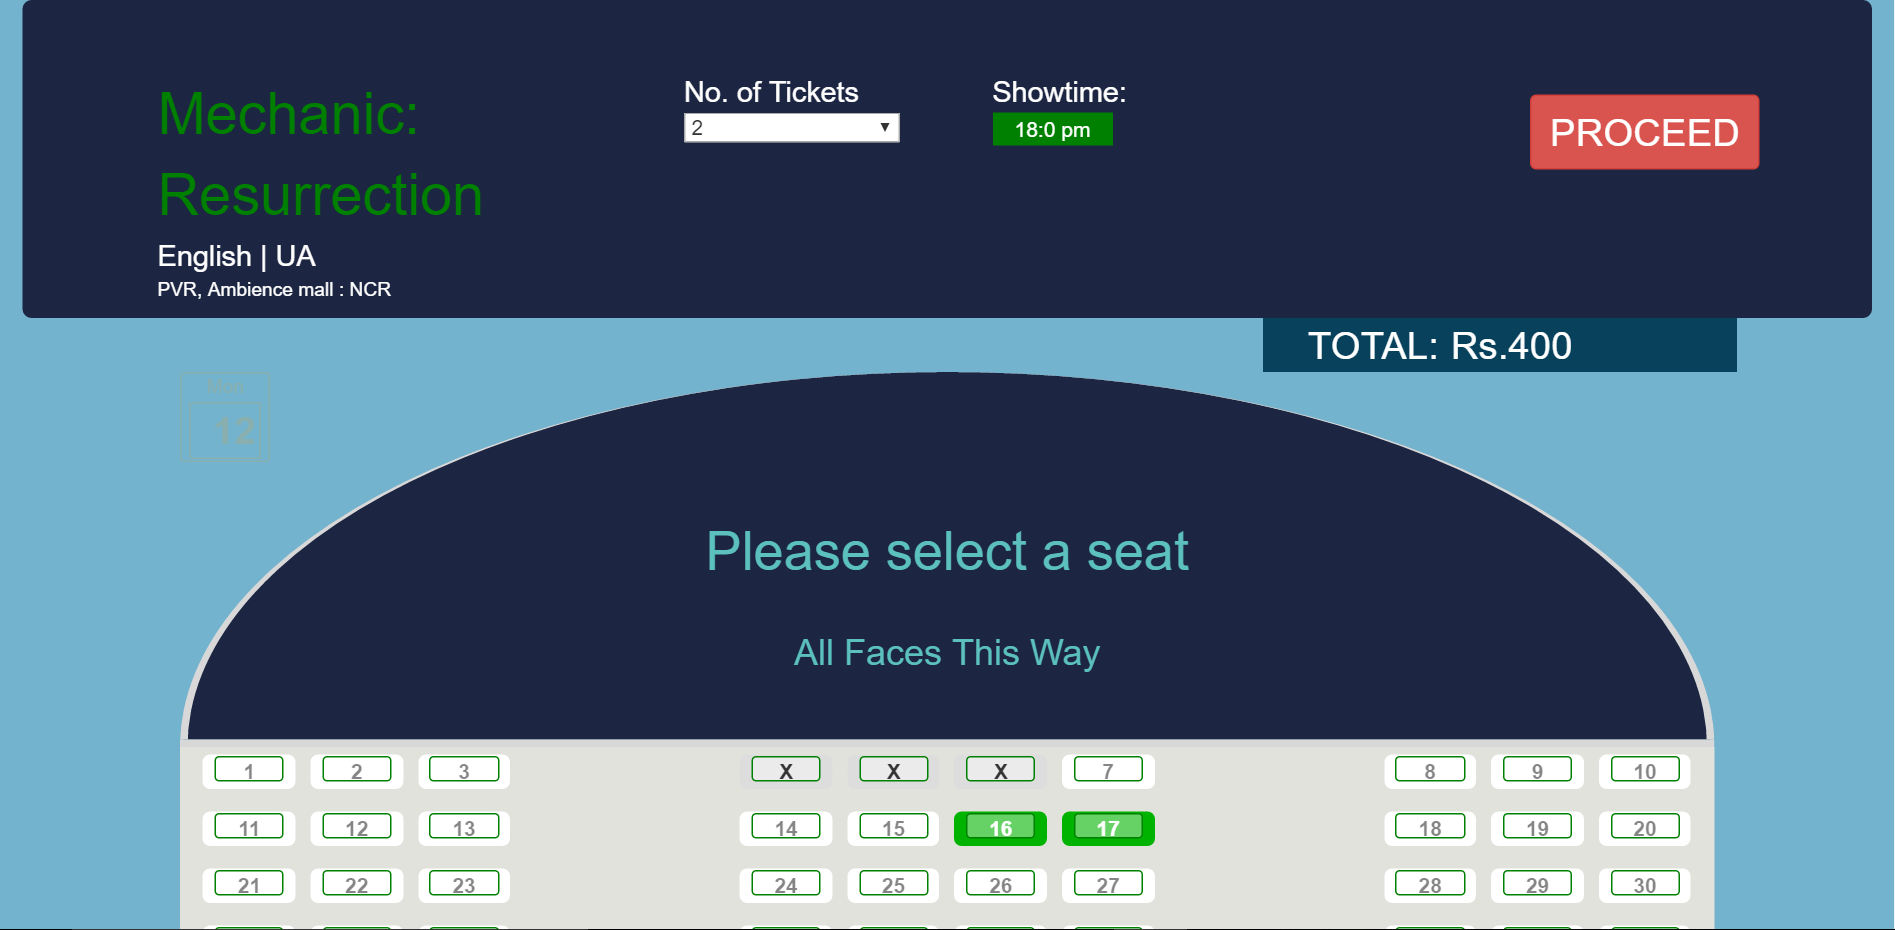 Mechanic:
Resurrection
English | UA
PVR, Ambience mall : NCR
No. of Tickets
2
Showtime:
18:0 pm
PROCEED
TOTAL: Rs.400
12
Please select a seat
All Faces This Way
1 2 3 X X X 7 8 9 10
11 12 13 14 15 16 17 18 19 20
21 22 23 24 25 26 27 28 29 30